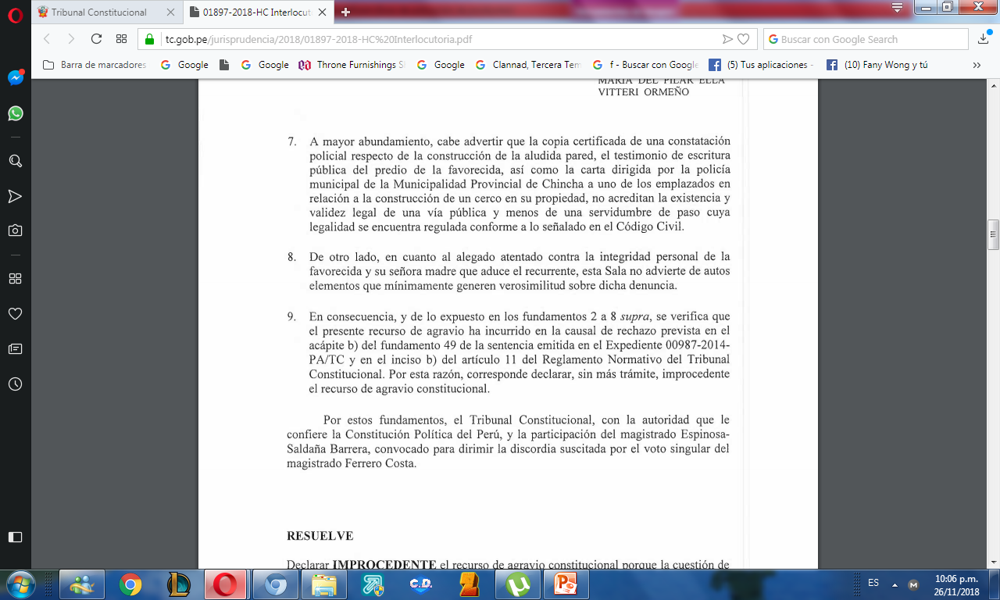 Tribunal Constitucional
01897-2018-HC Interlocut
tc.gob.pe/jurisprudencia/2018/01897-2018-HC%20Interlocutoria.pdf
Buscar con Google Search
Barra de marcadores
Google
Google
Throne Furnishings S
Google
Clannad, Tercera Tem
f - Buscar con Google
(5) Tus aplicaciones -
(10) Fany Wong y tú
MARÍA DEL PILAR ELLA
VITTERI ORMEÑO
7. A mayor abundamiento, cabe advertir que la copia certificada de una constatación
policial respecto de la construcción de la aludida pared, el testimonio de escritura
pública del predio de la favorecida, así como la carta dirigida por la policía
municipal de la Municipalidad Provincial de Chincha a uno de los emplazados en
relación a la construcción de un cerco en su propiedad, no acreditan la existencia y
validez legal de una vía pública y menos de una servidumbre de paso cuya
legalidad se encuentra regulada conforme a lo señalado en el Código Civil.
8. De otro lado, en cuanto al alegado atentado contra la integridad personal de la
favorecida y su señora madre que aduce el recurrente, esta Sala no advierte de autos
elementos que mínimamente generen verosimilitud sobre dicha denuncia.
9. En consecuencia, y de lo expuesto en los fundamentos 2 a 8 supra, se verifica que
el presente recurso de agravio ha incurrido en la causal de rechazo prevista en el
acápite b) del fundamento 49 de la sentencia emitida en el Expediente 00987-2014-
PA/TC y en el inciso b) del artículo 11 del Reglamento Normativo del Tribunal
Constitucional. Por esta razón, corresponde declarar, sin más trámite, improcedente
el recurso de agravio constitucional.
Por estos fundamentos, el Tribunal Constitucional, con la autoridad que le
confiere la Constitución Política del Perú, y la participación del magistrado Espinosa-
Saldaña Barrera, convocado para dirimir la discordia suscitada por el voto singular del
magistrado Ferrero Costa.
RESUELVE
Declarar IMPROCEDENTE el recurso de agravio constitucional porque la cuestión de
C.D.
ES
10:06 p.m.
26/11/2018